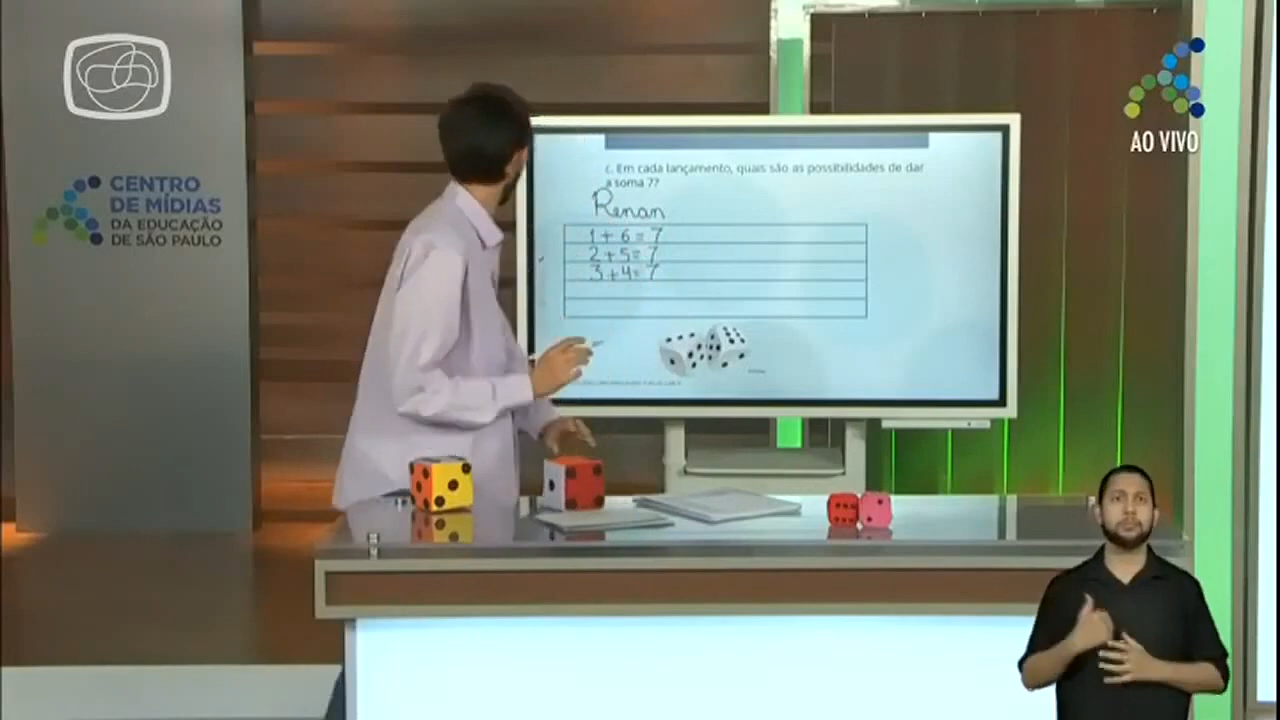 CENTRO
DE MÍDIAS
DA EDUCAÇÃO
DE SÃO PAULO
c. Em cada lançamento, quais são as possibilidades de dar
a soma 7?
Renan
1 + 6 = 7
2 + 5 = 7
3 + 4 = 7
AO VIVO